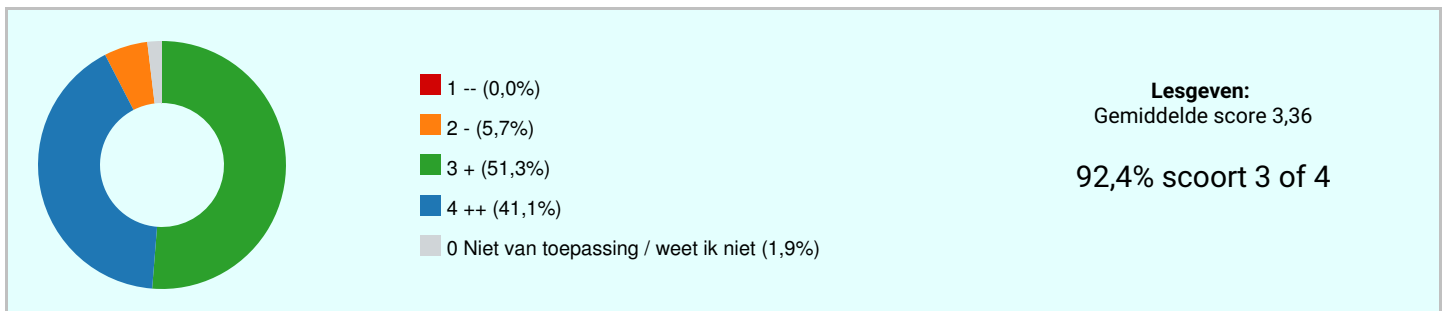 1 -- (0,0%)
2 - (5,7%)
3 + (51,3%)
4 ++ (41,1%)
0 Niet van toepassing / weet ik niet (1,9%)
Lesgeven:
Gemiddelde score 3,36
92,4% scoort 3 of 4